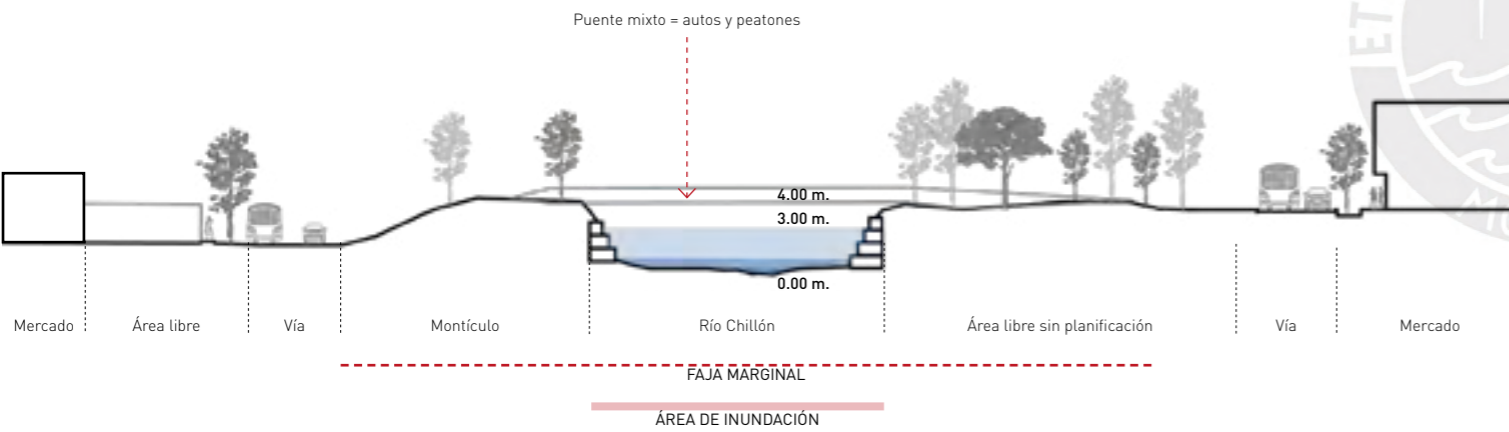 Puente mixto = autos y peatones
4.00 m.
3.00 m.
0.00 m.
Mercado Área libre Vía Montículo Río Chillón Área libre sin planificación Vía Mercado
FAJA MARGINAL
ÁREA DE INUNDACIÓN
ET